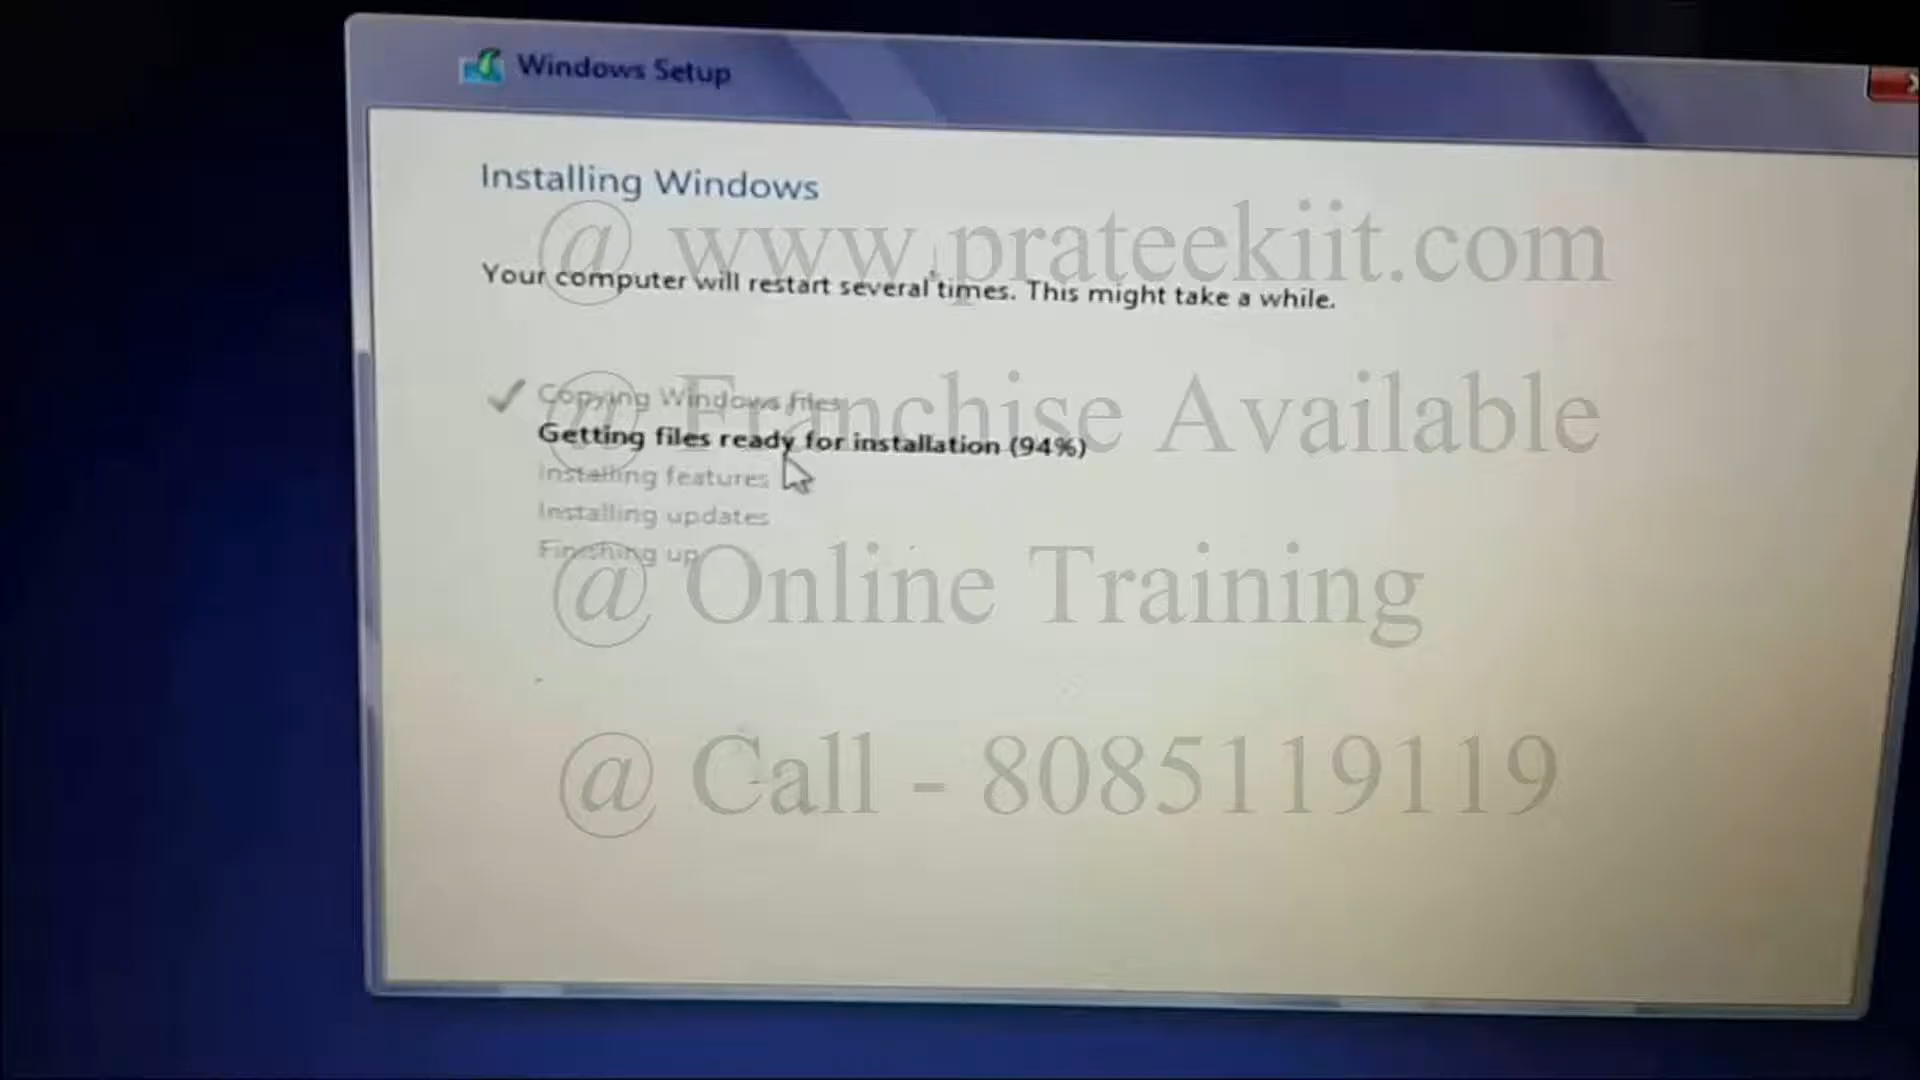 Windows Setup
Installing Windows
@ www.prateekiit.com
Your computer will restart several times. This might take a while.
Copying Windows files
@ Franchise Available
Getting files ready for installation (94%)
Installing features
Installing updates
Finishing up
@ Online Training
@ Call - 8085119119